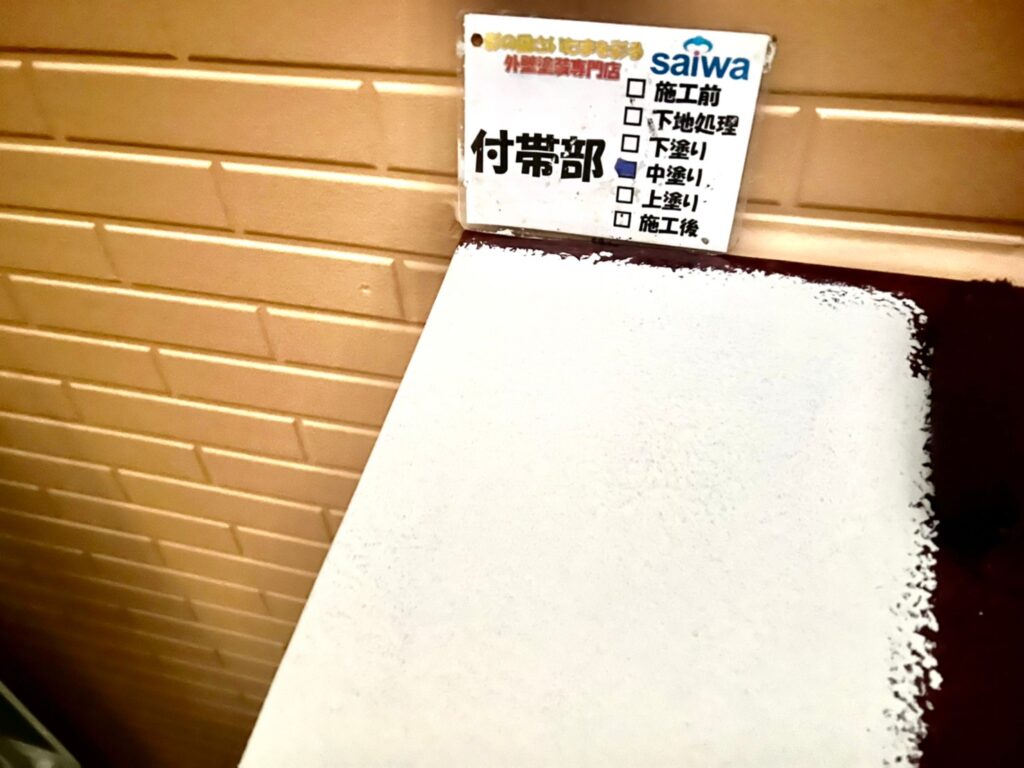 外壁塗装専門店
saiwa
付帯部
□ 施工前
□ 下地処理
□ 下塗り
■ 中塗り
□ 上塗り
□ 施工後